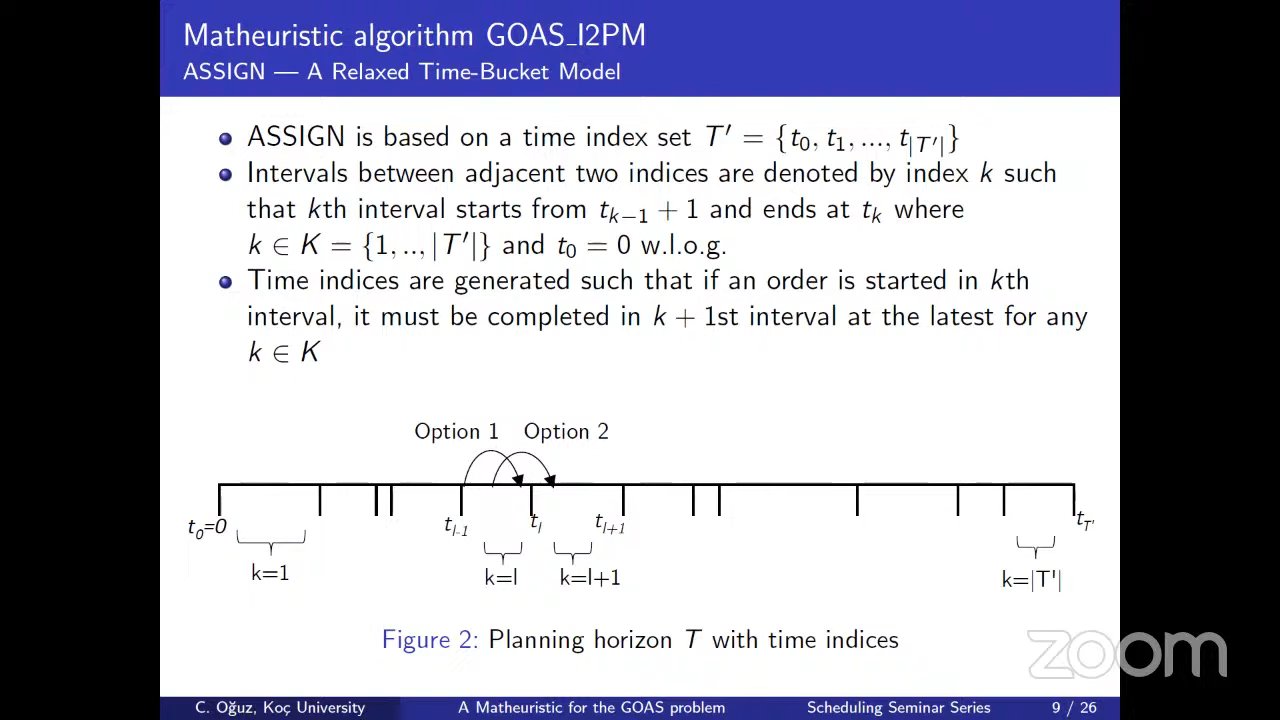 Matheuristic algorithm GOAS_I2PM
ASSIGN — A Relaxed Time-Bucket Model
ASSIGN is based on a time index set T′ = {t₀, t₁, ..., t|T′|}
Intervals between adjacent two indices are denoted by index k such
that kth interval starts from tₖ₋₁ + 1 and ends at tₖ where
k ∈ K = {1, .., |T′|} and t₀ = 0 w.l.o.g.
Time indices are generated such that if an order is started in kth
interval, it must be completed in k + 1st interval at the latest for any
k ∈ K
Option 1 Option 2
t₀=0 tₗ₋₁ tₗ tₗ₊₁ t_T'
k=1 k=l k=l+1 k=|T'|
Figure 2: Planning horizon T with time indices
zoom
C. Oğuz, Koç University A Matheuristic for the GOAS problem Scheduling Seminar Series 9 / 26